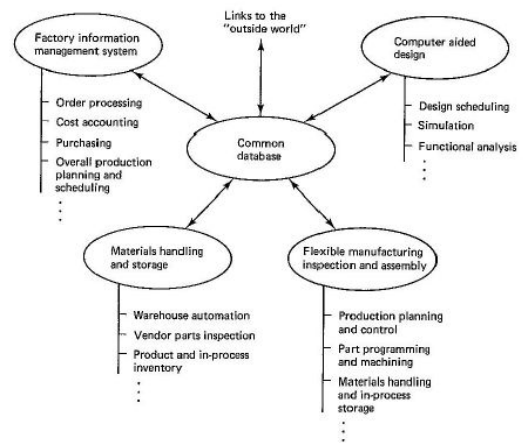 Links to the
"outside world"
Factory information
management system
Order processing
Cost accounting
Purchasing
Overall production
planning and
scheduling
Computer aided
design
Design scheduling
Simulation
Functional analysis
Common
database
Materials handling
and storage
Warehouse automation
Vendor parts inspection
Product and in-process
inventory
Flexible manufacturing
inspection and assembly
Production planning
and control
Part programming
and machining
Materials handling
and in-process
storage